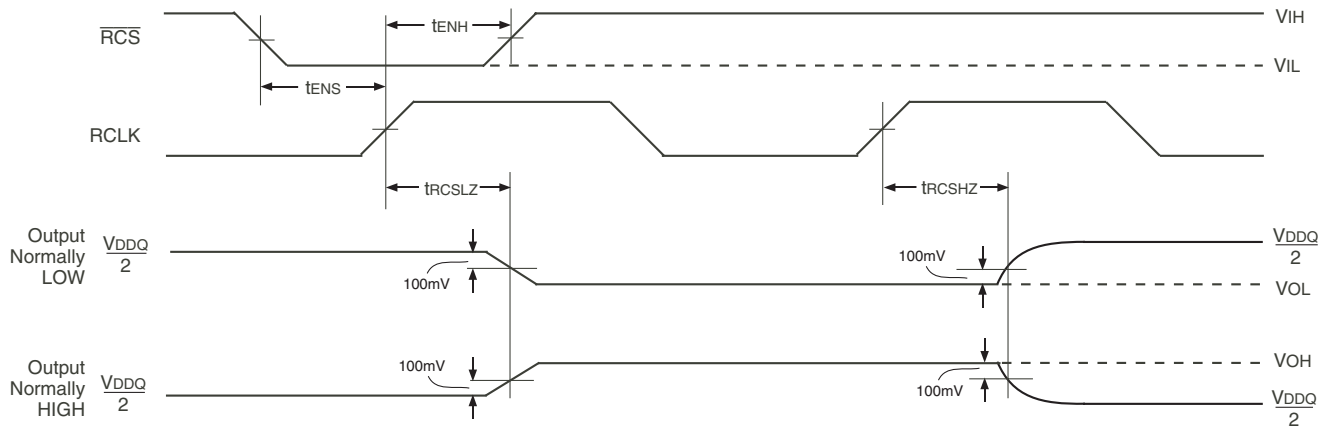 tENH
VIH
RCS
VIL
tENS
RCLK
tRCSLZ
tRCSHZ
Output
Normally
LOW
VDDQ
2
100mV
100mV
VDDQ
2
VOL
Output
Normally
HIGH
VDDQ
2
100mV
100mV
VOH
VDDQ
2